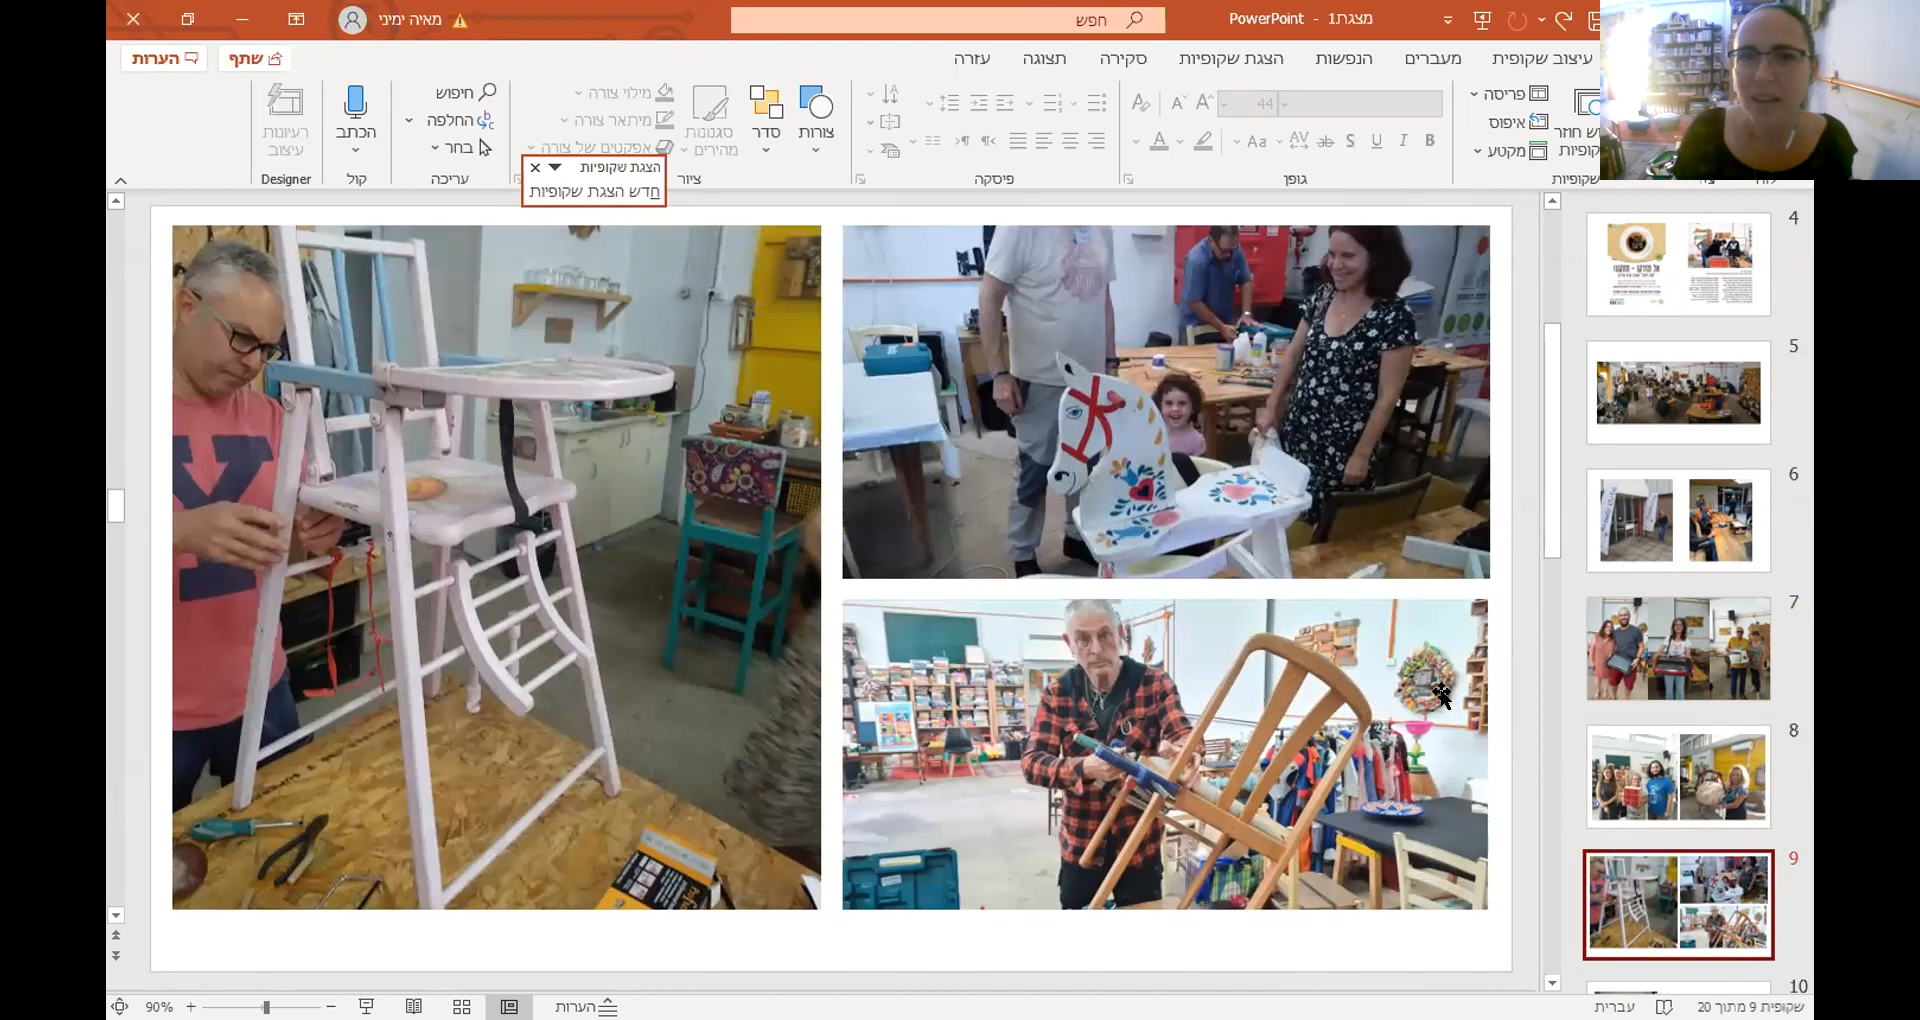 מאיה ימיני
חפש
מצגת1 - PowerPoint
עיצוב שקופית
מעברים
הנפשות
הצגת שקופיות
סקירה
תצוגה
עזרה
שתף
הערות
פריסה
איפוס
מקטע
גופן
פיסקה
44
צורות
סדר
סגנונות
מהירים
מילוי צורה
מיתאר צורה
אפקטים של צורה
ציור
חיפוש
החלפה
בחר
עריכה
הכתב
קול
רעיונות
עיצוב
Designer
הצגת שקופיות
חדש הצגת שקופיות
4
5
6
7
8
9
10
שקופית 9 מתוך 20
עברית
הערות
90%